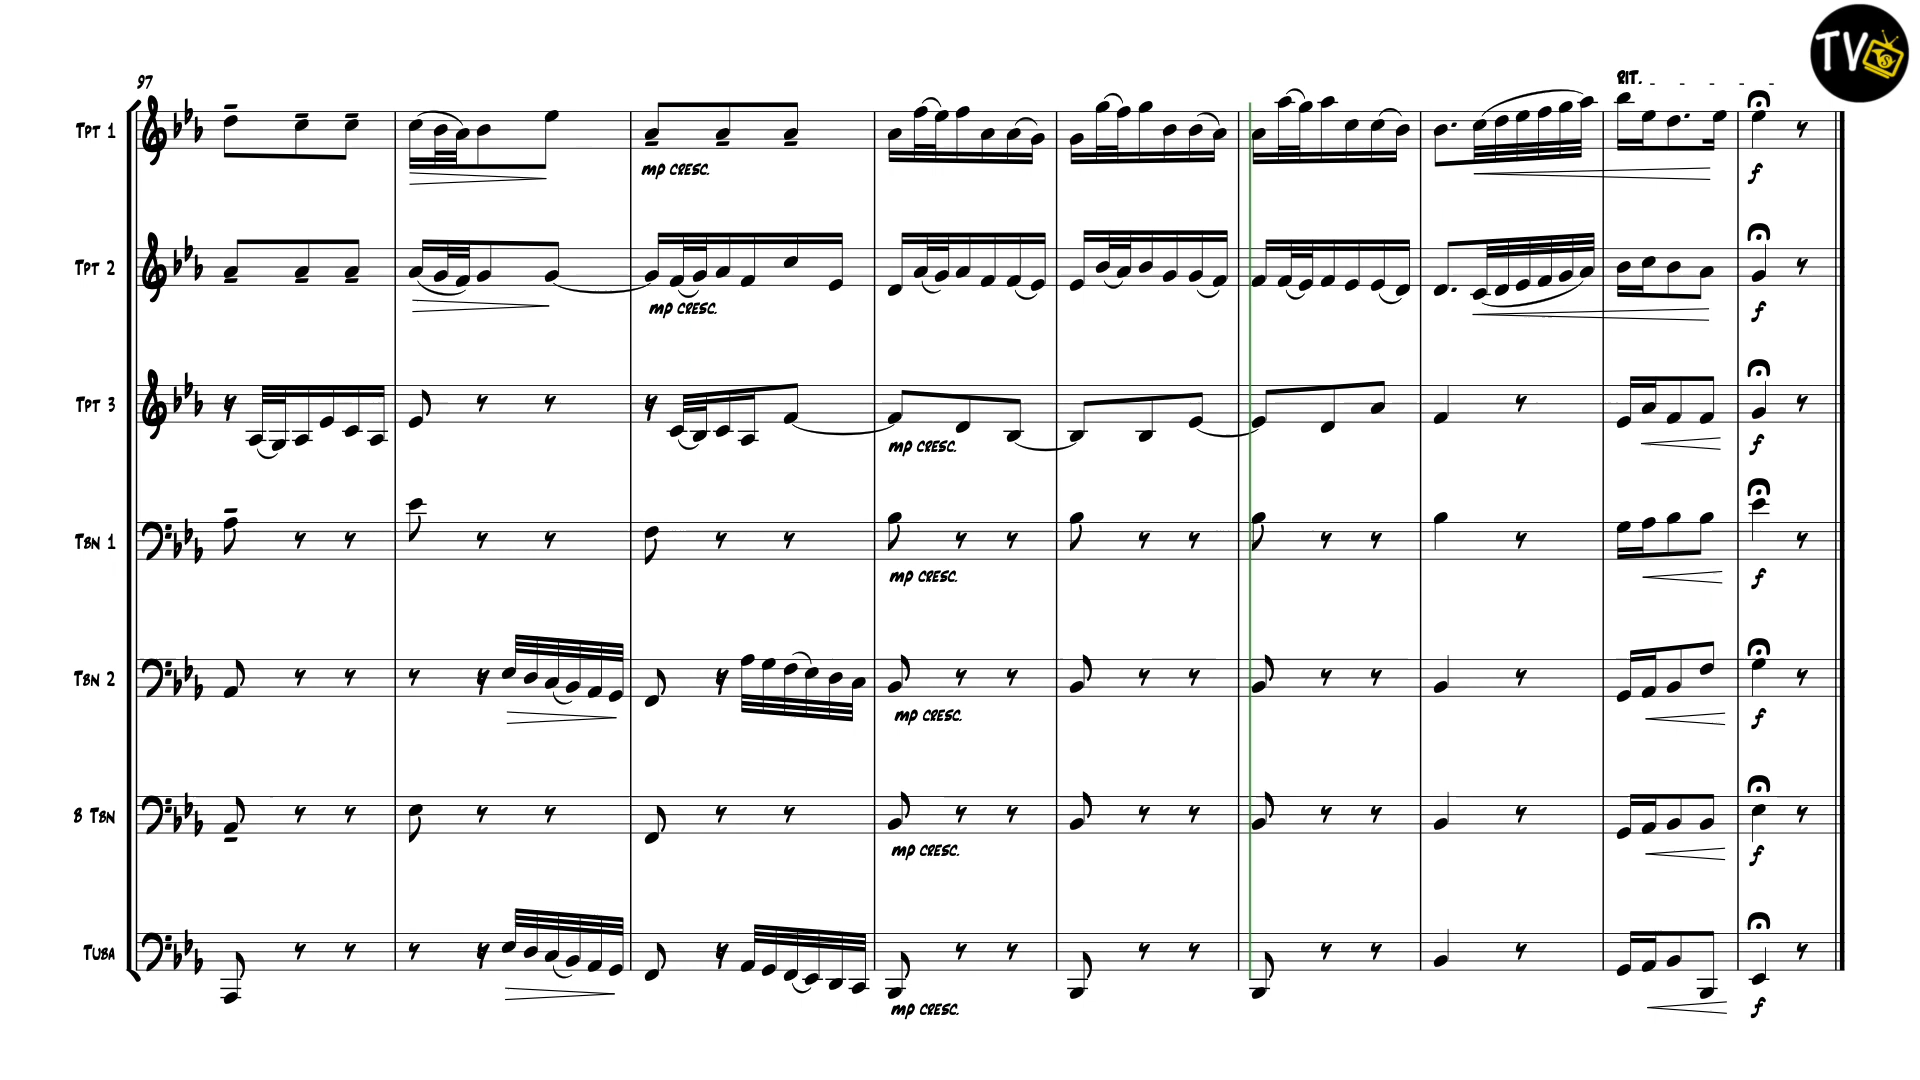 TV
RIT.
97
TPT 1
mp CRESC.
f
TPT 2
mp CRESC.
f
TPT 3
mp CRESC.
f
TBN 1
mp CRESC.
f
TBN 2
mp CRESC.
f
B TBN
mp CRESC.
f
TUBA
mp CRESC.
f